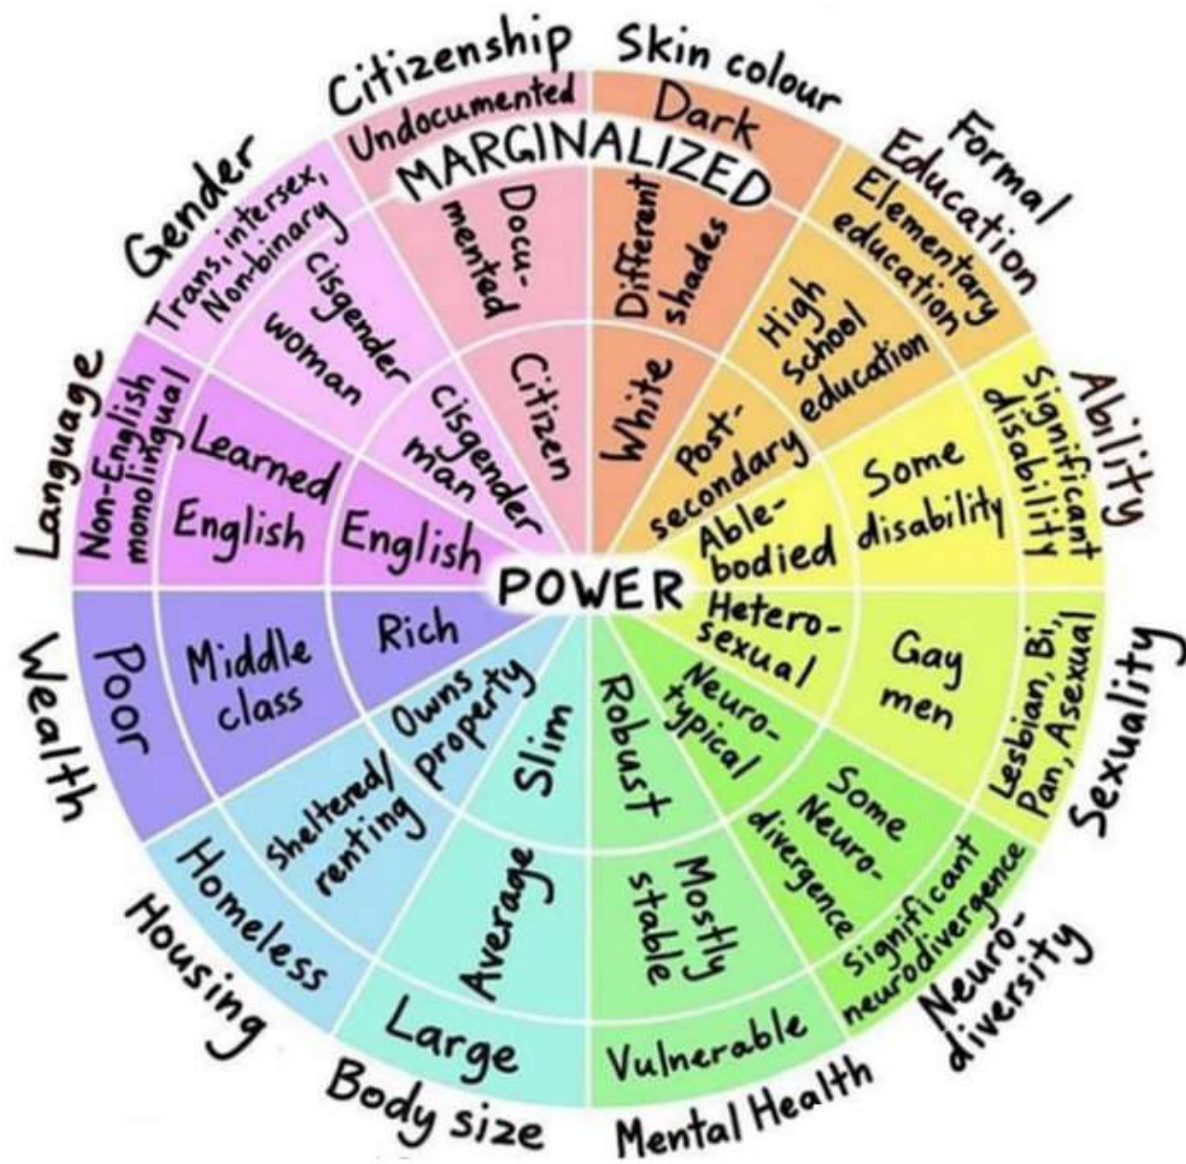 Citizenship
Undocumented
Docu-
mented
Citizen
Skin colour
Dark
Different
shades
White
Formal
Education
Elementary
education
High
school
education
Post-
secondary
Ability
Significant
disability
Some
disability
Able-
bodied
Sexuality
Lesbian, Bi,
Pan, Asexual
Gay
men
Hetero-
sexual
Neuro-
diversity
Significant
neurodivergence
Some
Neuro-
divergence
Neuro-
typical
Mental Health
Vulnerable
Mostly
stable
Robust
Body size
Large
Average
Slim
Housing
Homeless
Sheltered/
renting
Owns
property
Wealth
Poor
Middle
class
Rich
Language
Non-English
monolingual
Learned
English
English
Gender
Trans, intersex,
Non-binary
cisgender
woman
cisgender
man
MARGINALIZED
POWER